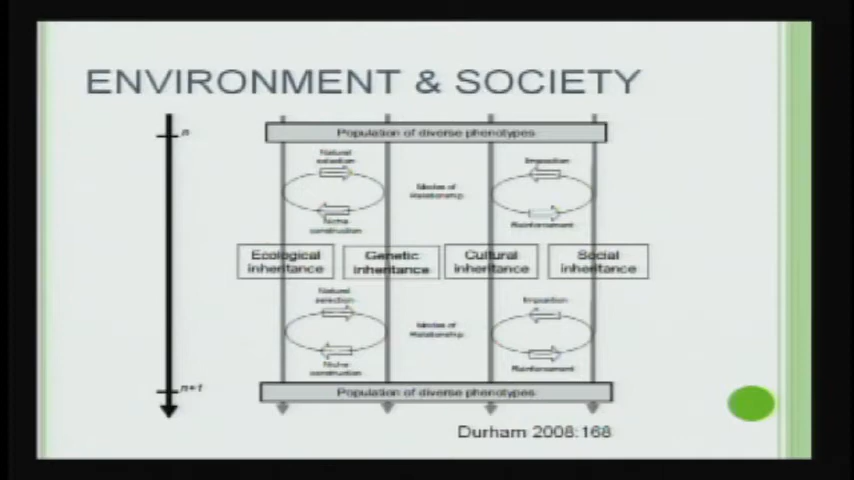 ENVIRONMENT & SOCIETY
n
Population of diverse phenotypes
Natural
selection
Imposition
Modes of
Relationship
Niche
construction
Reinforcement
Ecological
inheritance
Genetic
inheritance
Cultural
inheritance
Social
inheritance
Natural
selection
Imposition
Modes of
Relationship
Niche
construction
Reinforcement
n+1
Population of diverse phenotypes
Durham 2008:168